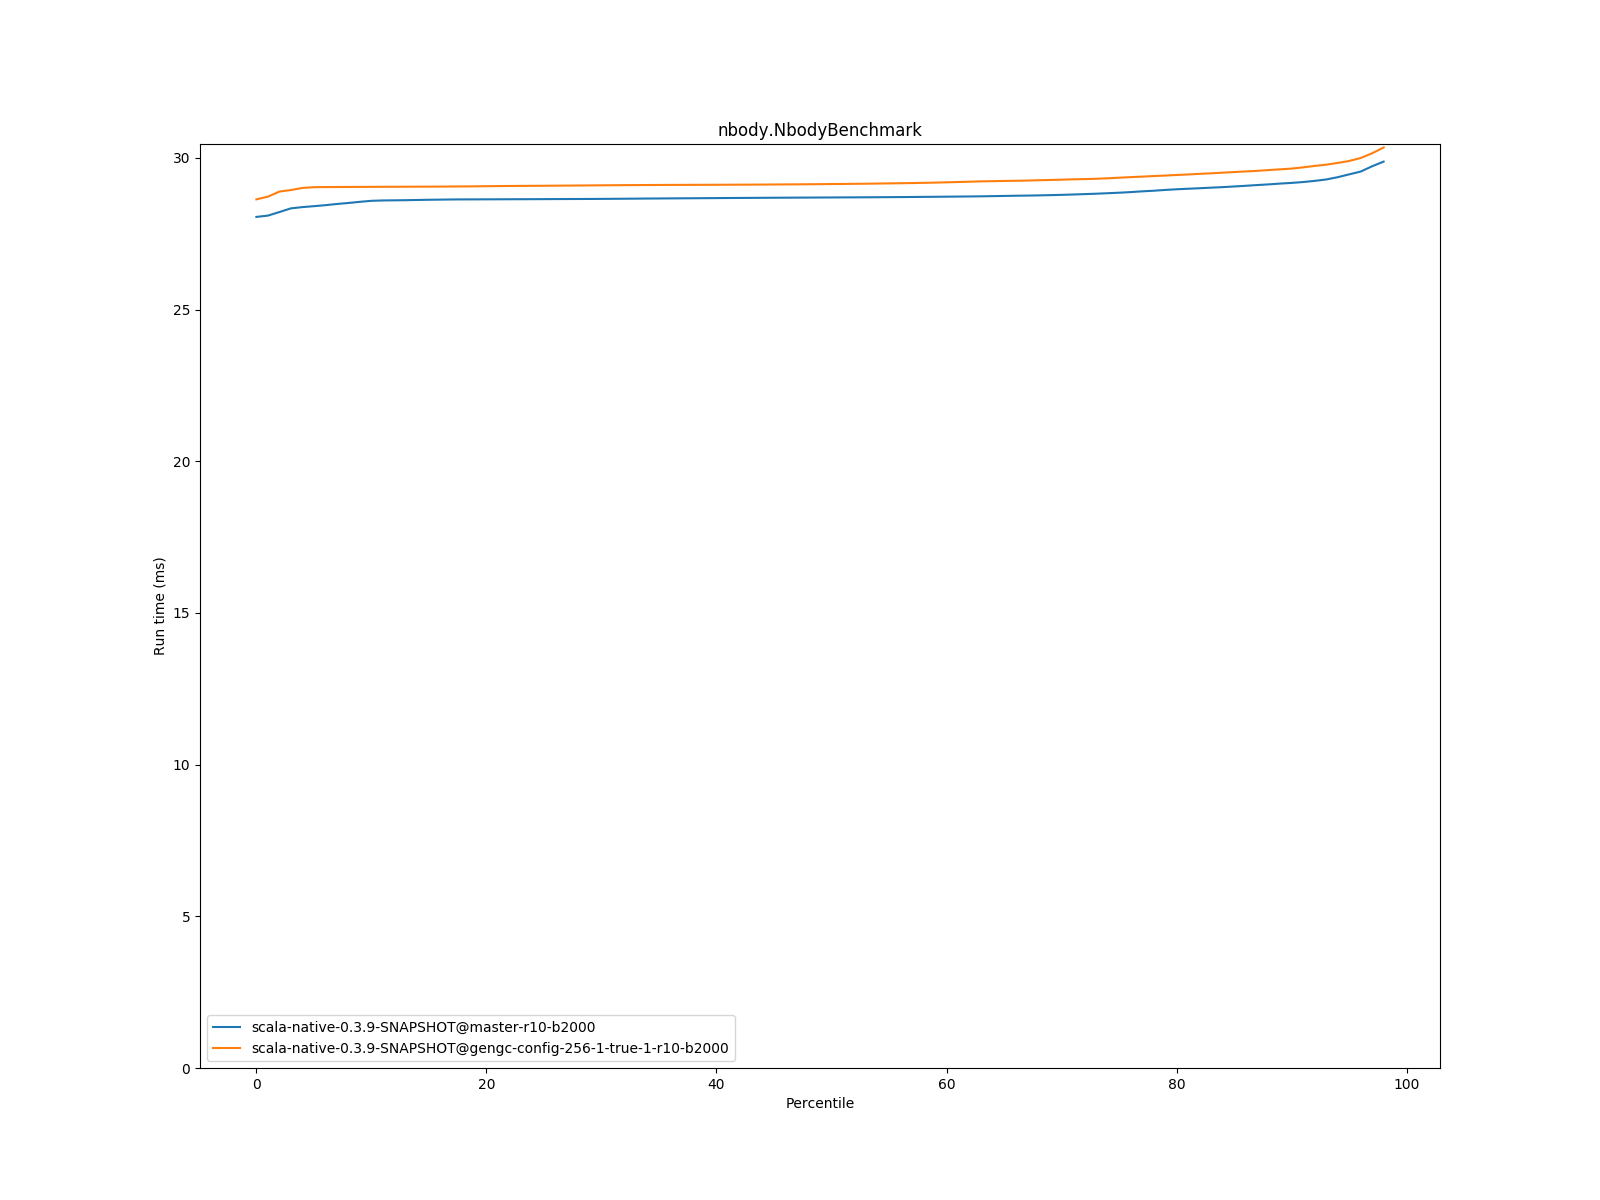 nbody.NbodyBenchmark
30
25
20
15
10
5
0
Run time (ms)
scala-native-0.3.9-SNAPSHOT@master-r10-b2000
scala-native-0.3.9-SNAPSHOT@gengc-config-256-1-true-1-r10-b2000
0 20 40 60 80 100
Percentile